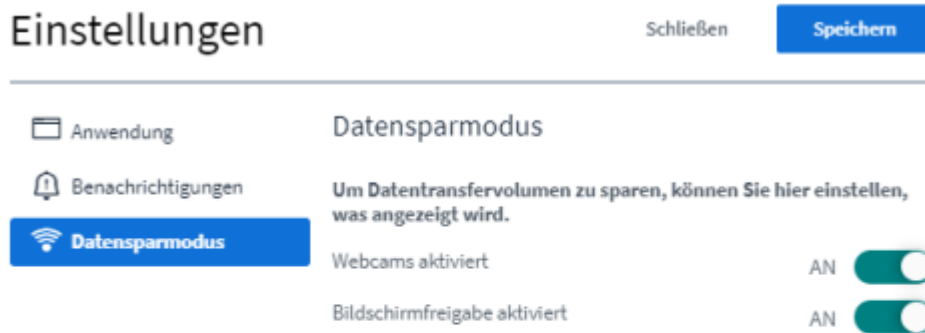 Einstellungen
Schließen
Speichern
Anwendung
Benachrichtigungen
Datensparmodus
Datensparmodus
Um Datentransfervolumen zu sparen, können Sie hier einstellen,
was angezeigt wird.
Webcams aktiviert
AN
Bildschirmfreigabe aktiviert
AN